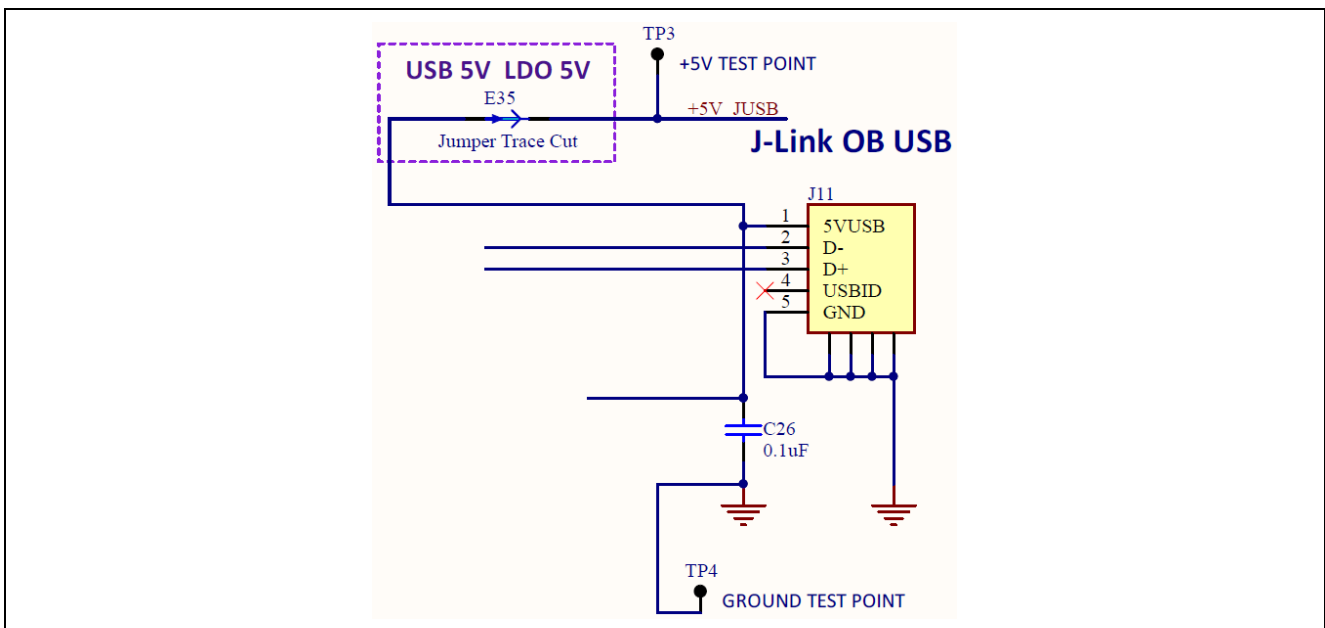 TP3
+5V TEST POINT
USB 5V LDO 5V
E35
+5V JUSB
Jumper Trace Cut
J-Link OB USB
J11
1 5VUSB
2 D-
3 D+
4 USBID
5 GND
C26
0.1uF
TP4
GROUND TEST POINT